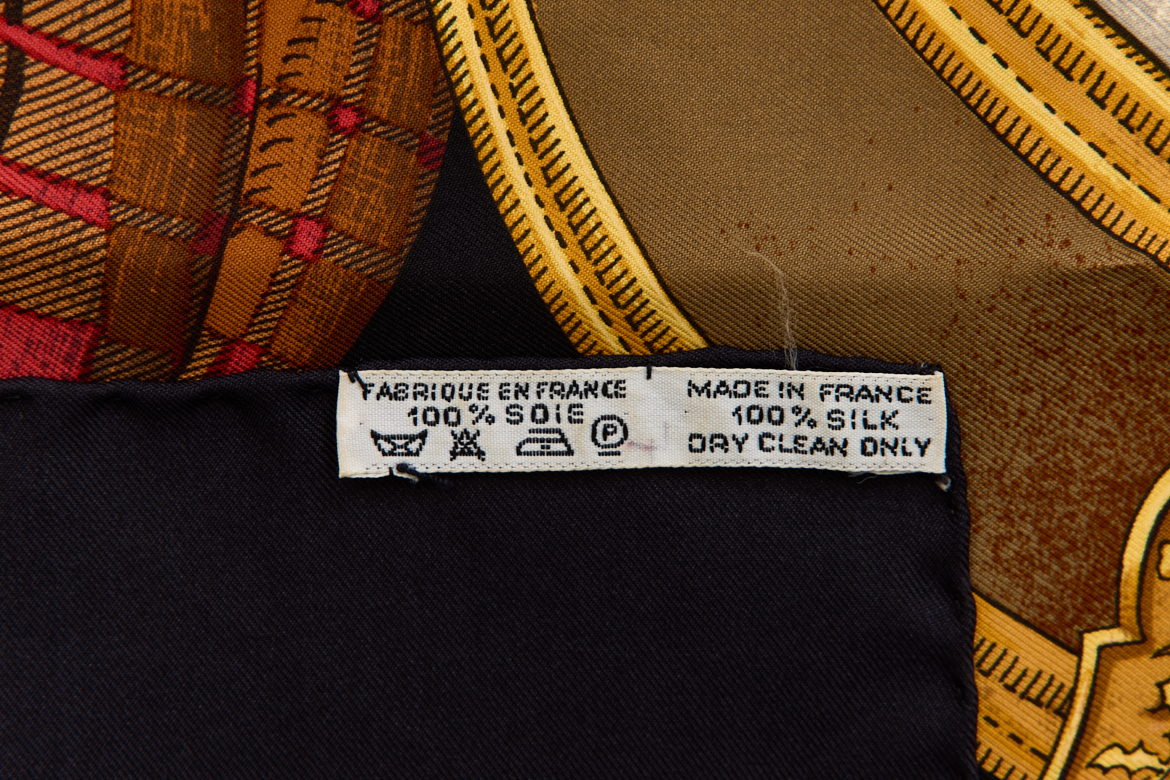 FABRIQUE EN FRANCE
100% SOIE
P
MADE IN FRANCE
100% SILK
DRY CLEAN ONLY